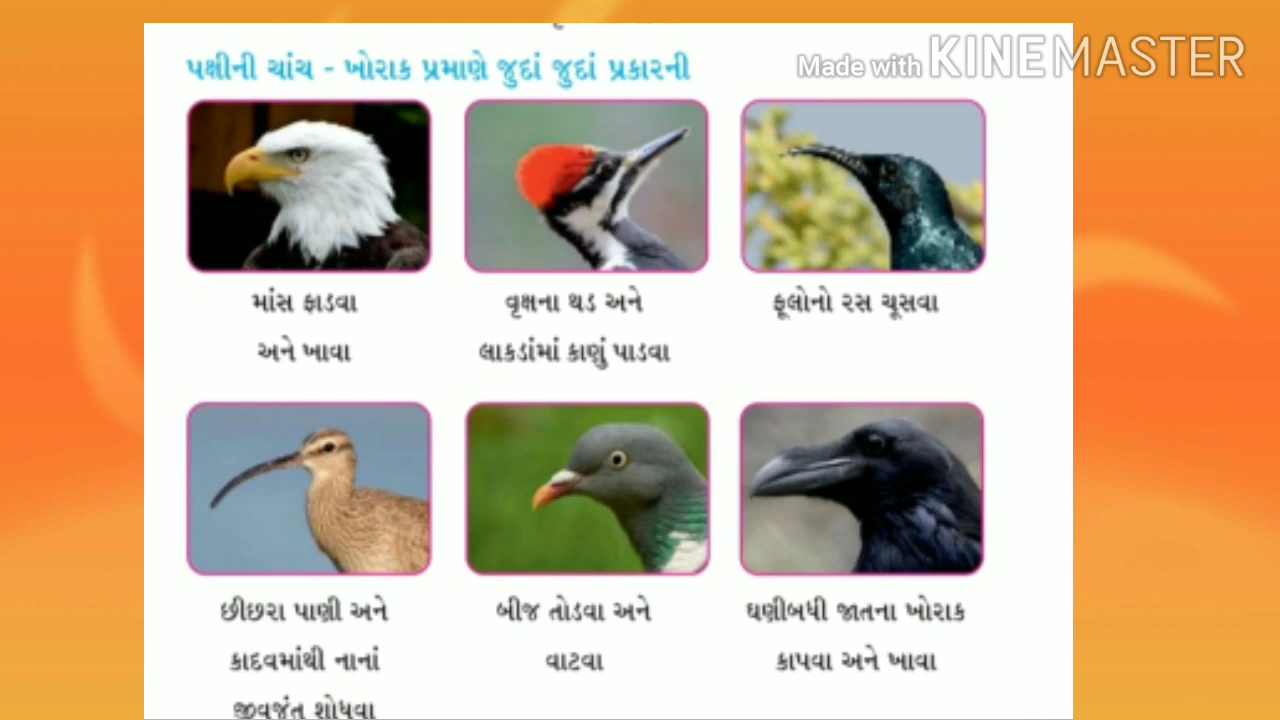 પક્ષીની ચાંચ - ખોરાક પ્રમાણે જુદાં જુદાં પ્રકારની
Made with KINEMASTER
માંસ ફાડવા
અને ખાવા
વૃક્ષના થડ અને
લાકડાંમાં કાણું પાડવા
ફૂલોનો રસ ચૂસવા
છીછરા પાણી અને
કાદવમાંથી નાનાં
જીવજંત શોધવા
બીજ તોડવા અને
વાટવા
ઘણીબધી જાતના ખોરાક
કાપવા અને ખાવા